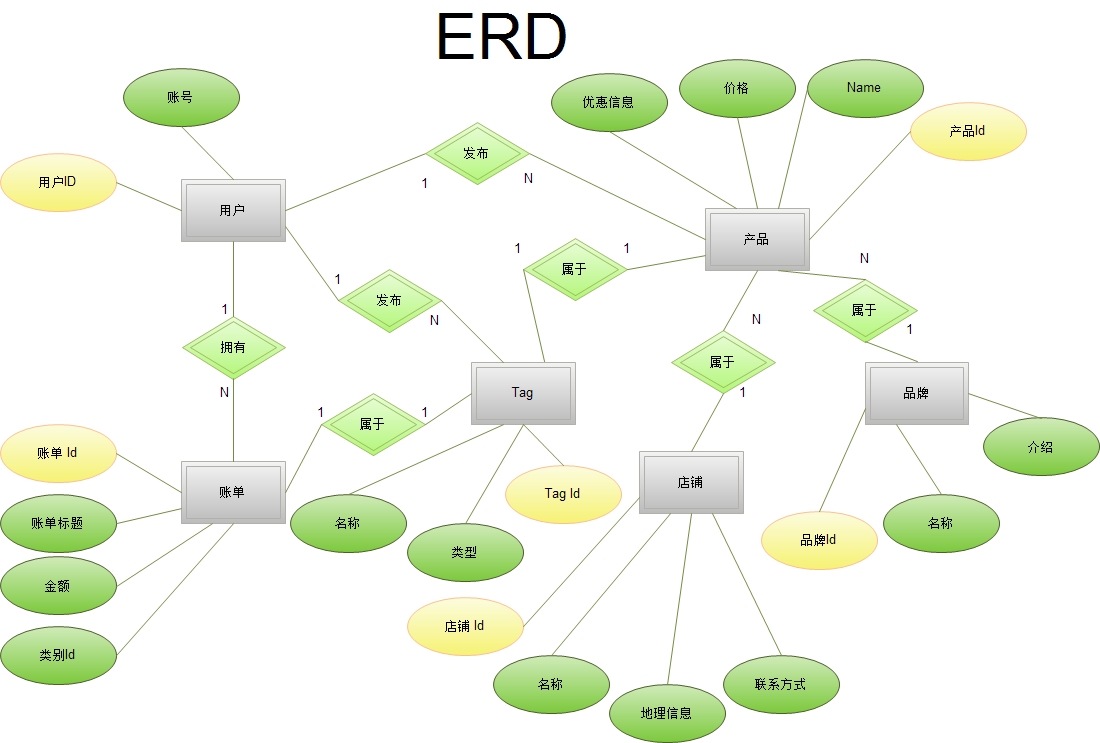 ERD
账号
优惠信息
价格
Name
产品Id
用户ID
用户
发布
1
N
产品
1
属于
1
N
1
发布
N
属于
1
1
拥有
N
N
属于
1
Tag
品牌
1
属于
1
账单 Id
账单
账单标题
金额
类别Id
名称
类型
Tag Id
店铺
介绍
品牌Id
名称
店铺 Id
名称
地理信息
联系方式